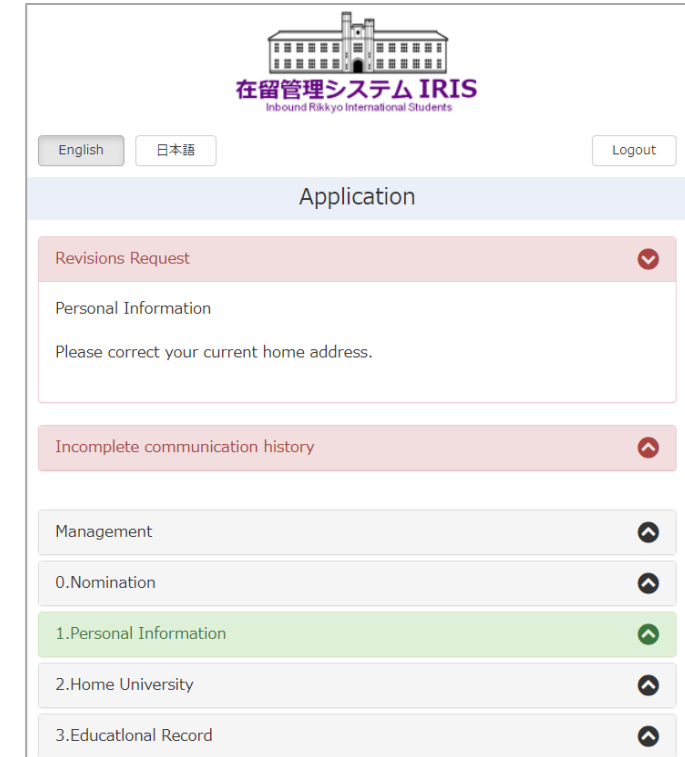 在留管理システム IRIS
Inbound Rikkyo International Students
English 日本語 Logout
Application
Revisions Request
Personal Information
Please correct your current home address.
Incomplete communication history
Management
0.Nomination
1.Personal Information
2.Home University
3.Educatlonal Record